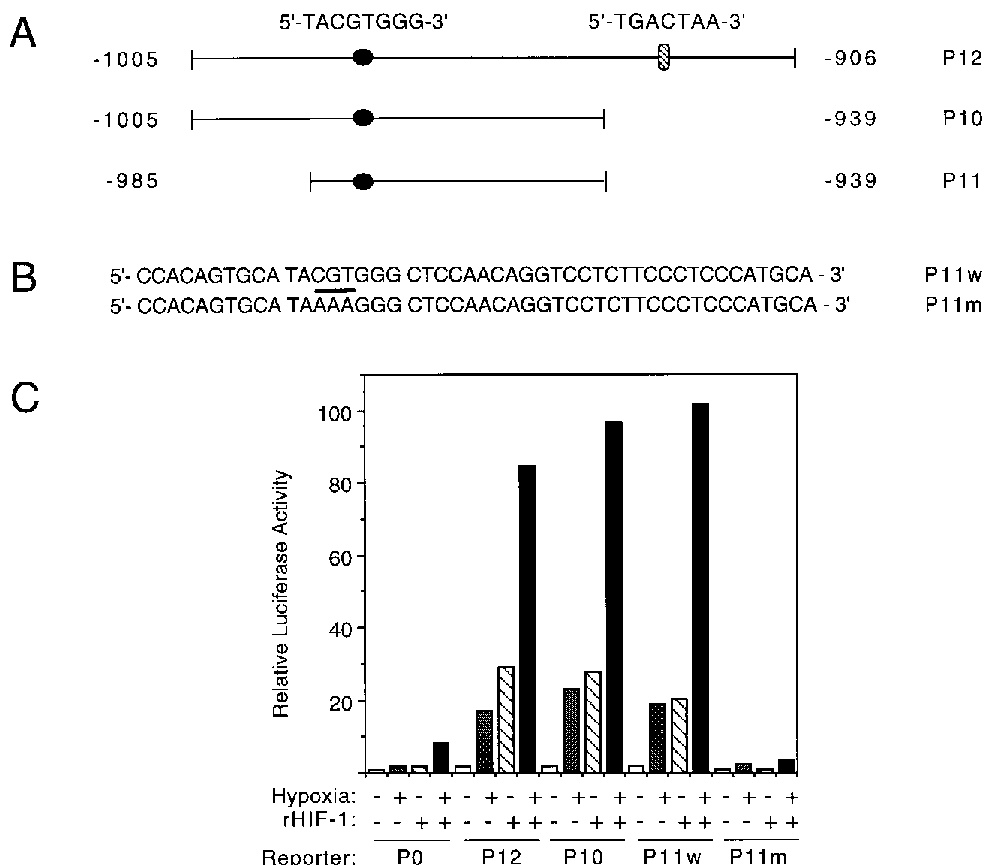 A
5'-TACGTGGG-3' 5'-TGACTAA-3'
-1005 -906 P12
-1005 -939 P10
-985 -939 P11
B
5'- CCACAGTGCA TACGTGGG CTCCAACAGGTCCTCTTCCCTCCCATGCA - 3' P11w
5'- CCACAGTGCA TAAAAGGG CTCCAACAGGTCCTCTTCCCTCCCATGCA - 3' P11m
C
Relative Luciferase Activity
100
80
60
40
20
Hypoxia: - + - + - + - + - + - + - + - + - + - +
rHIF-1: - - + + - - + + - - + + - - + + - - + +
Reporter: P0 P12 P10 P11w P11m